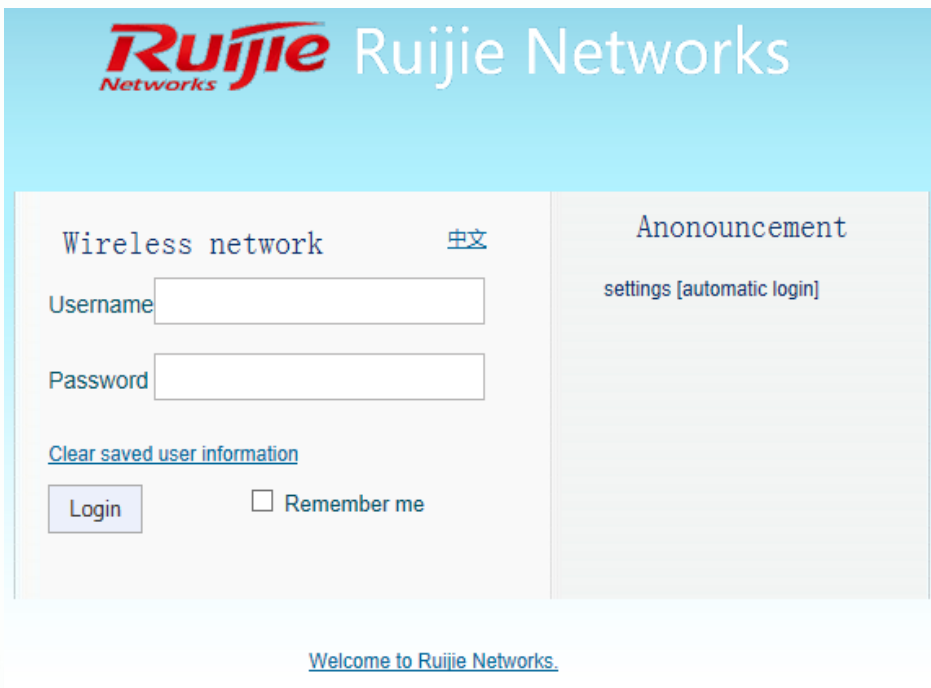 Ruijie Networks Ruijie Networks
Wireless network 中文
Username
Password
Clear saved user information
Login Remember me
Anonouncement
settings [automatic login]
Welcome to Ruijie Networks.